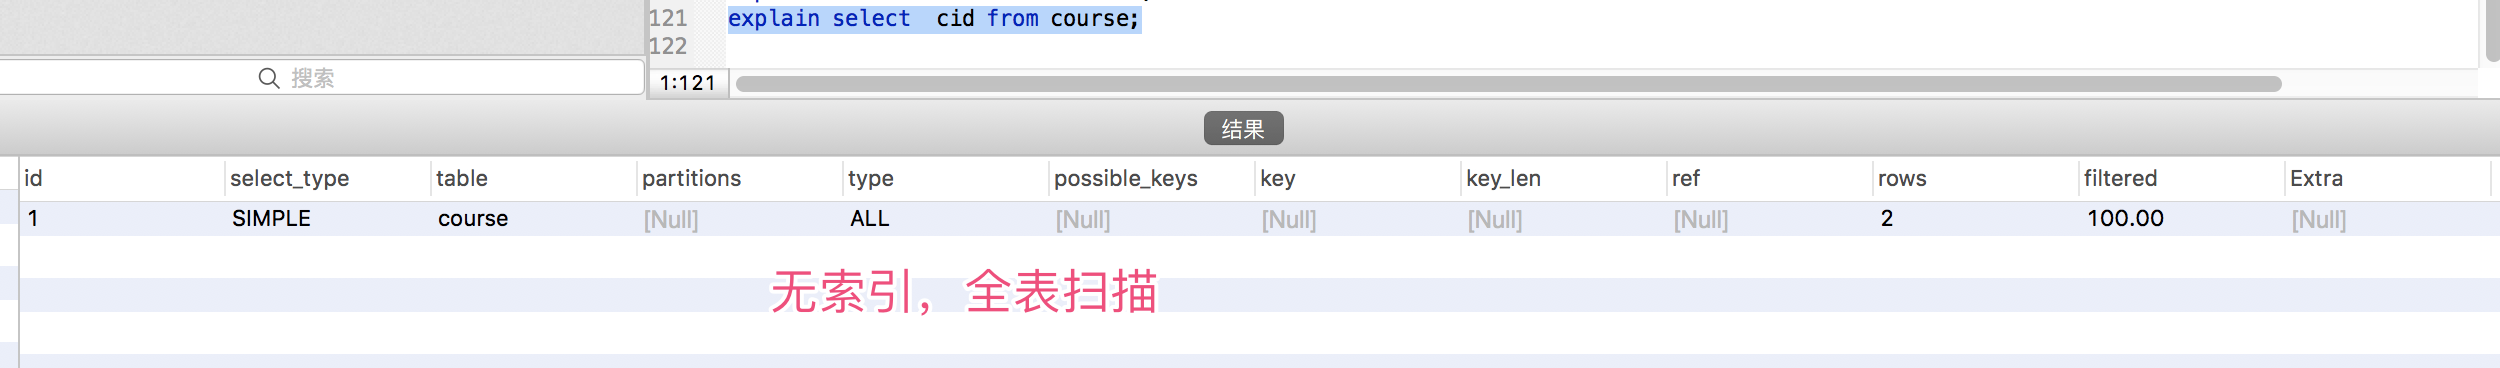 121 explain select cid from course;
122
搜索
1:121
结果
id select_type table partitions type possible_keys key key_len ref rows filtered Extra
1 SIMPLE course [Null] ALL [Null] [Null] [Null] [Null] 2 100.00 [Null]
无索引，全表扫描